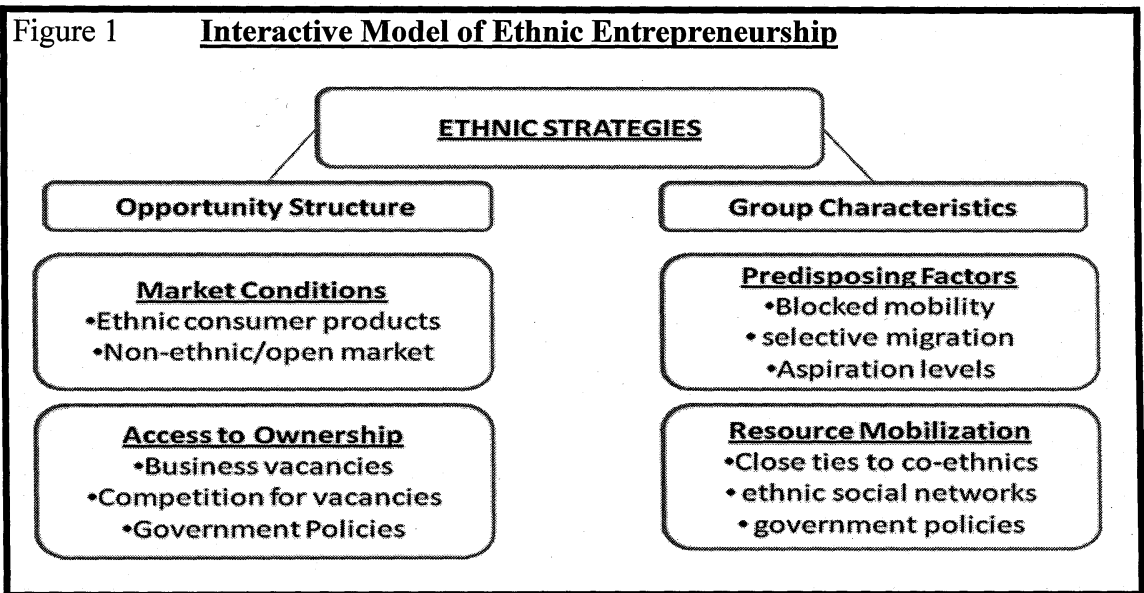 Figure 1 Interactive Model of Ethnic Entrepreneurship
ETHNIC STRATEGIES
Opportunity Structure
Market Conditions
•Ethnic consumer products
•Non-ethnic/open market
Access to Ownership
•Business vacancies
•Competition for vacancies
•Government Policies
Group Characteristics
Predisposing Factors
•Blocked mobility
• selective migration
•Aspiration levels
Resource Mobilization
•Close ties to co-ethnics
• ethnic social networks
• government policies